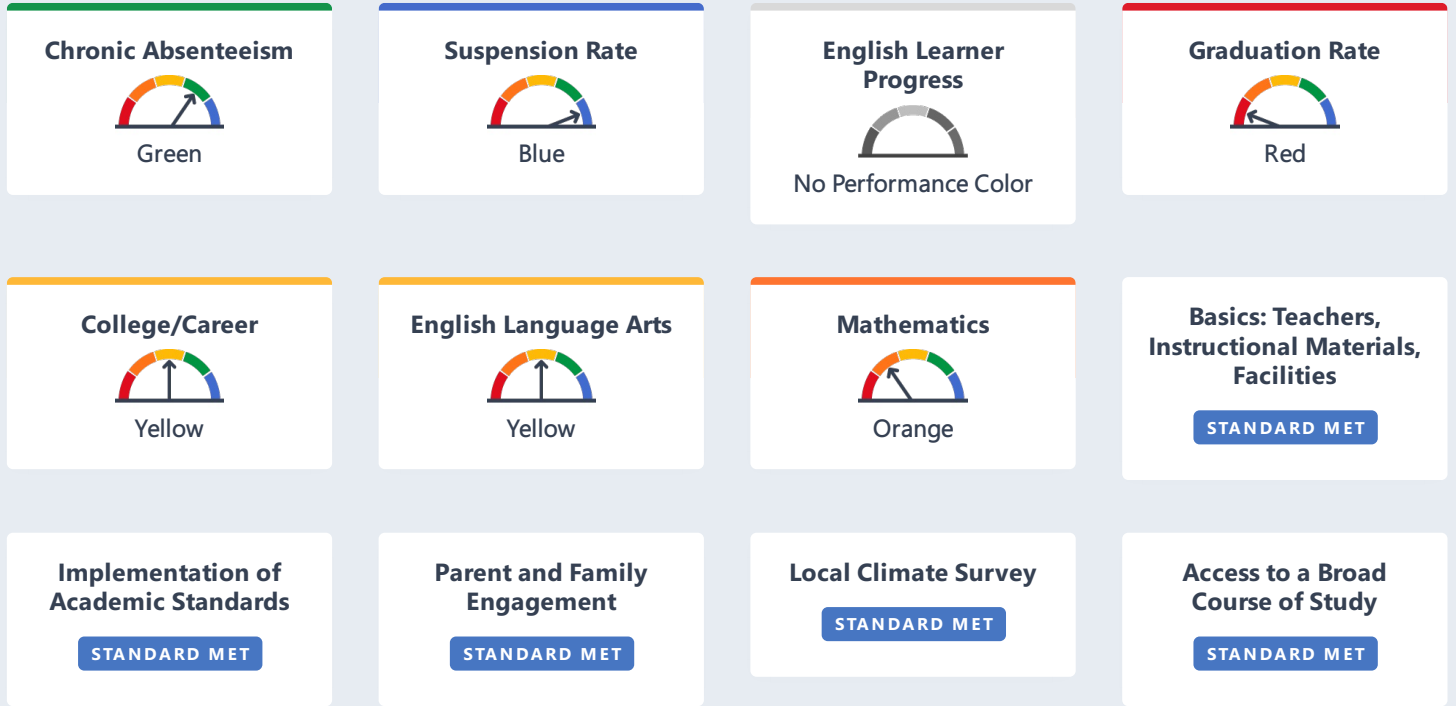 Chronic Absenteeism
Green
Suspension Rate
Blue
English Learner
Progress
No Performance Color
Graduation Rate
Red
College/Career
Yellow
English Language Arts
Yellow
Mathematics
Orange
Basics: Teachers,
Instructional Materials,
Facilities
STANDARD MET
Implementation of
Academic Standards
STANDARD MET
Parent and Family
Engagement
STANDARD MET
Local Climate Survey
STANDARD MET
Access to a Broad
Course of Study
STANDARD MET